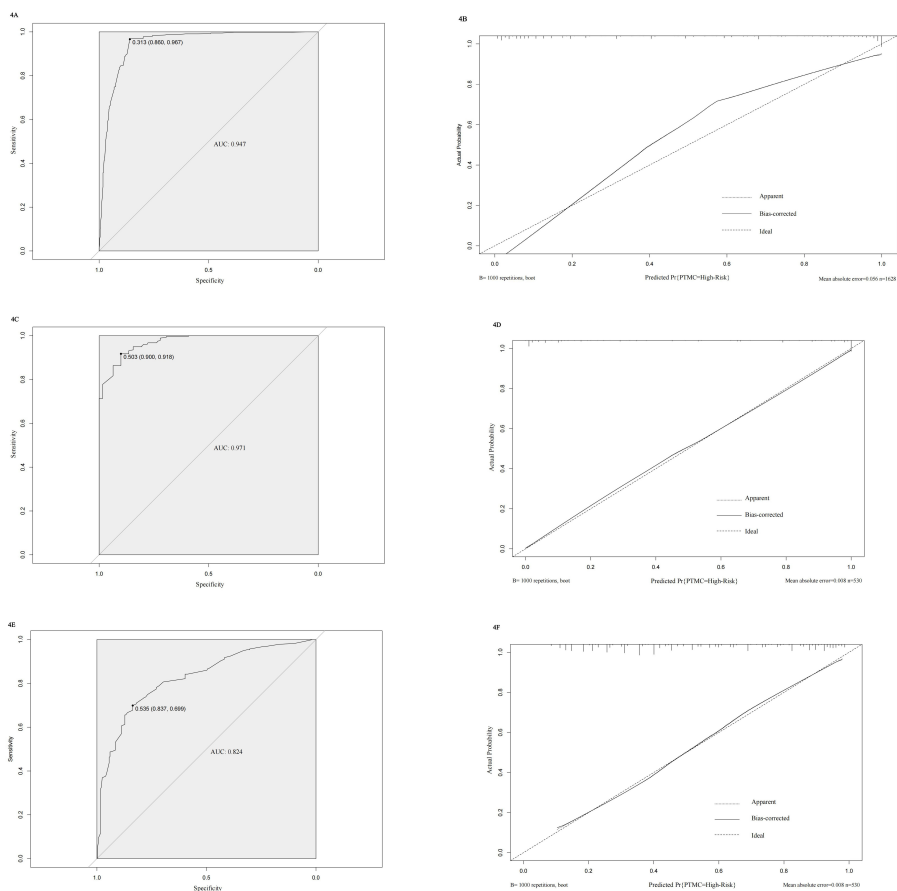 4A
1.0
0.8
0.6
0.4
0.2
0.0
Sensitivity
0.313 (0.860, 0.967)
AUC: 0.947
1.0
0.5
0.0
Specificity
4B
1.0
0.8
0.6
0.4
0.2
0.0
Actual Probability
Apparent
Bias-corrected
Ideal
0.0
0.2
0.4
0.6
0.8
1.0
B= 1000 repetitions, boot
Predicted Pr{PTMC=High-Risk}
Mean absolute error=0.056 n=1628
4C
1.0
0.8
0.6
0.4
0.2
0.0
Sensitivity
0.503 (0.900, 0.918)
AUC: 0.971
1.0
0.5
0.0
Specificity
4D
1.0
0.8
0.6
0.4
0.2
0.0
Actual Probability
Apparent
Bias-corrected
Ideal
0.0
0.2
0.4
0.6
0.8
1.0
B= 1000 repetitions, boot
Predicted Pr{PTMC=High-Risk}
Mean absolute error=0.008 n=530
4E
1.0
0.8
0.6
0.4
0.2
0.0
Sensitivity
0.535 (0.837, 0.699)
AUC: 0.824
1.0
0.5
0.0
Specificity
4F
1.0
0.8
0.6
0.4
0.2
0.0
Actual Probability
Apparent
Bias-corrected
Ideal
0.0
0.2
0.4
0.6
0.8
1.0
B= 1000 repetitions, boot
Predicted Pr{PTMC=High-Risk}
Mean absolute error=0.008 n=530